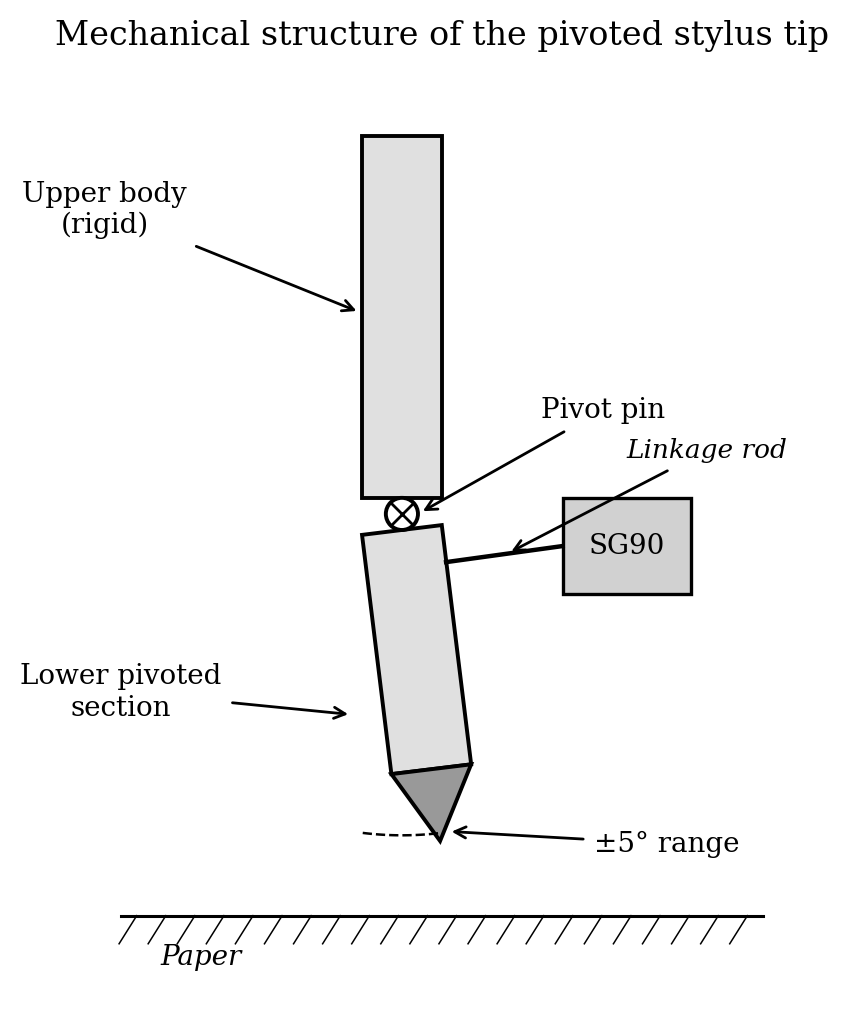 Mechanical structure of the pivoted stylus tip
Upper body
(rigid)
Pivot pin
Linkage rod
SG90
Lower pivoted
section
±5° range
Paper